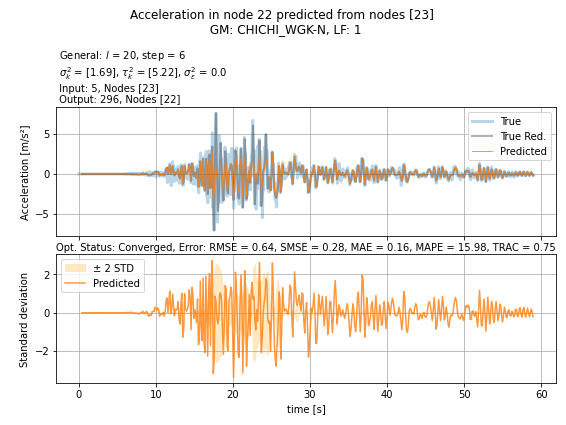 Acceleration in node 22 predicted from nodes [23]
GM: CHICHI_WGK-N, LF: 1
General: l = 20, step = 6
σ²ₖ = [1.69], τ²ₖ = [5.22], σ²_ε = 0.0
Input: 5, Nodes [23]
Output: 296, Nodes [22]
Acceleration [m/s²]
5
0
−5
True
True Red.
Predicted
Opt. Status: Converged, Error: RMSE = 0.64, SMSE = 0.28, MAE = 0.16, MAPE = 15.98, TRAC = 0.75
Standard deviation
2
0
−2
± 2 STD
Predicted
0 10 20 30 40 50 60
time [s]